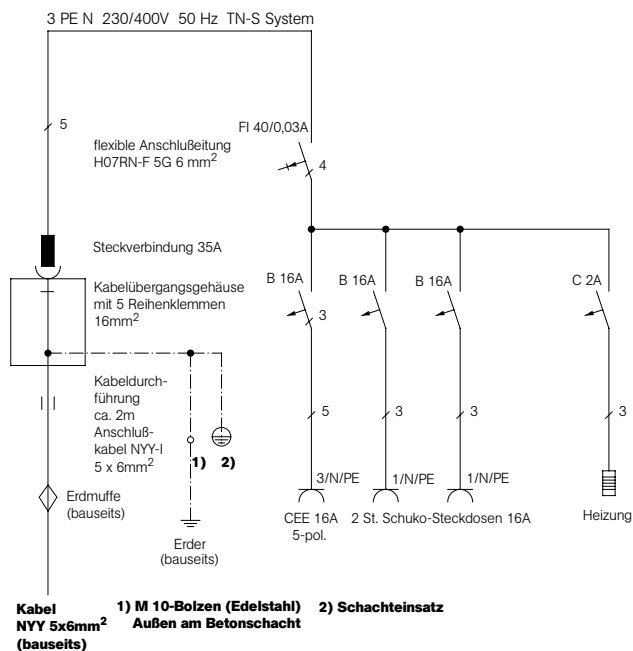 3 PE N 230/400V 50 Hz TN-S System
5
flexible Anschlußeitung
H07RN-F 5G 6 mm²
FI 40/0,03A
4
Steckverbindung 35A
Kabelübergangsgehäuse
mit 5 Reihenklemmen
16mm²
B 16A
B 16A
B 16A
C 2A
3
Kabeldurch-
führung
ca. 2m
Anschluß-
kabel NYY-I
5 x 6mm²
1)
2)
5
3
3
3
3/N/PE
1/N/PE
1/N/PE
Erdmuffe
(bauseits)
Erder
(bauseits)
CEE 16A
5-pol.
2 St. Schuko-Steckdosen 16A
Heizung
Kabel
NYY 5x6mm²
(bauseits)
1) M 10-Bolzen (Edelstahl)
Außen am Betonschacht
2) Schachteinsatz